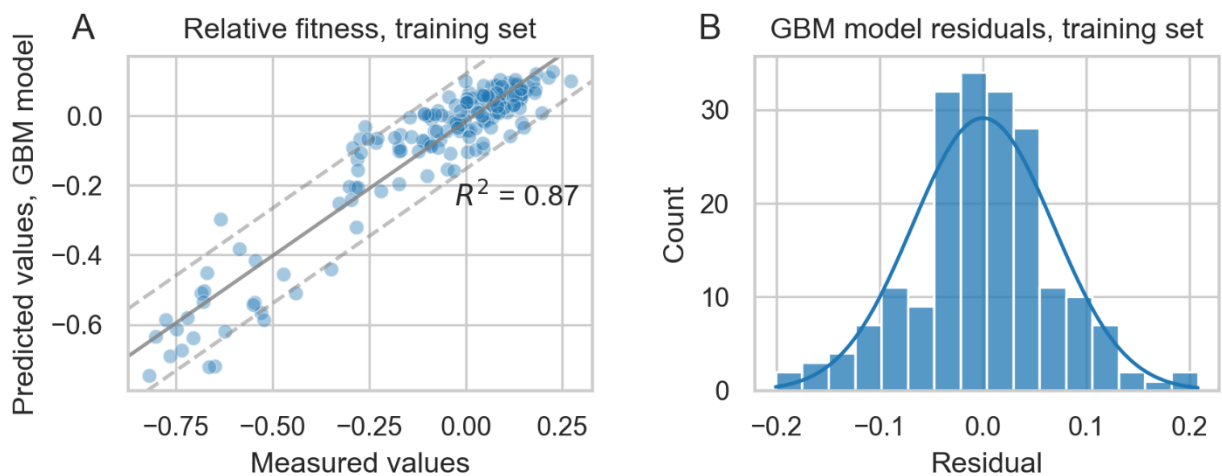 A Relative fitness, training set
Predicted values, GBM model
0.0
−0.2
−0.4
−0.6
R² = 0.87
−0.75 −0.50 −0.25 0.00 0.25
Measured values
B GBM model residuals, training set
Count
30
20
10
0
−0.2 −0.1 0.0 0.1 0.2
Residual